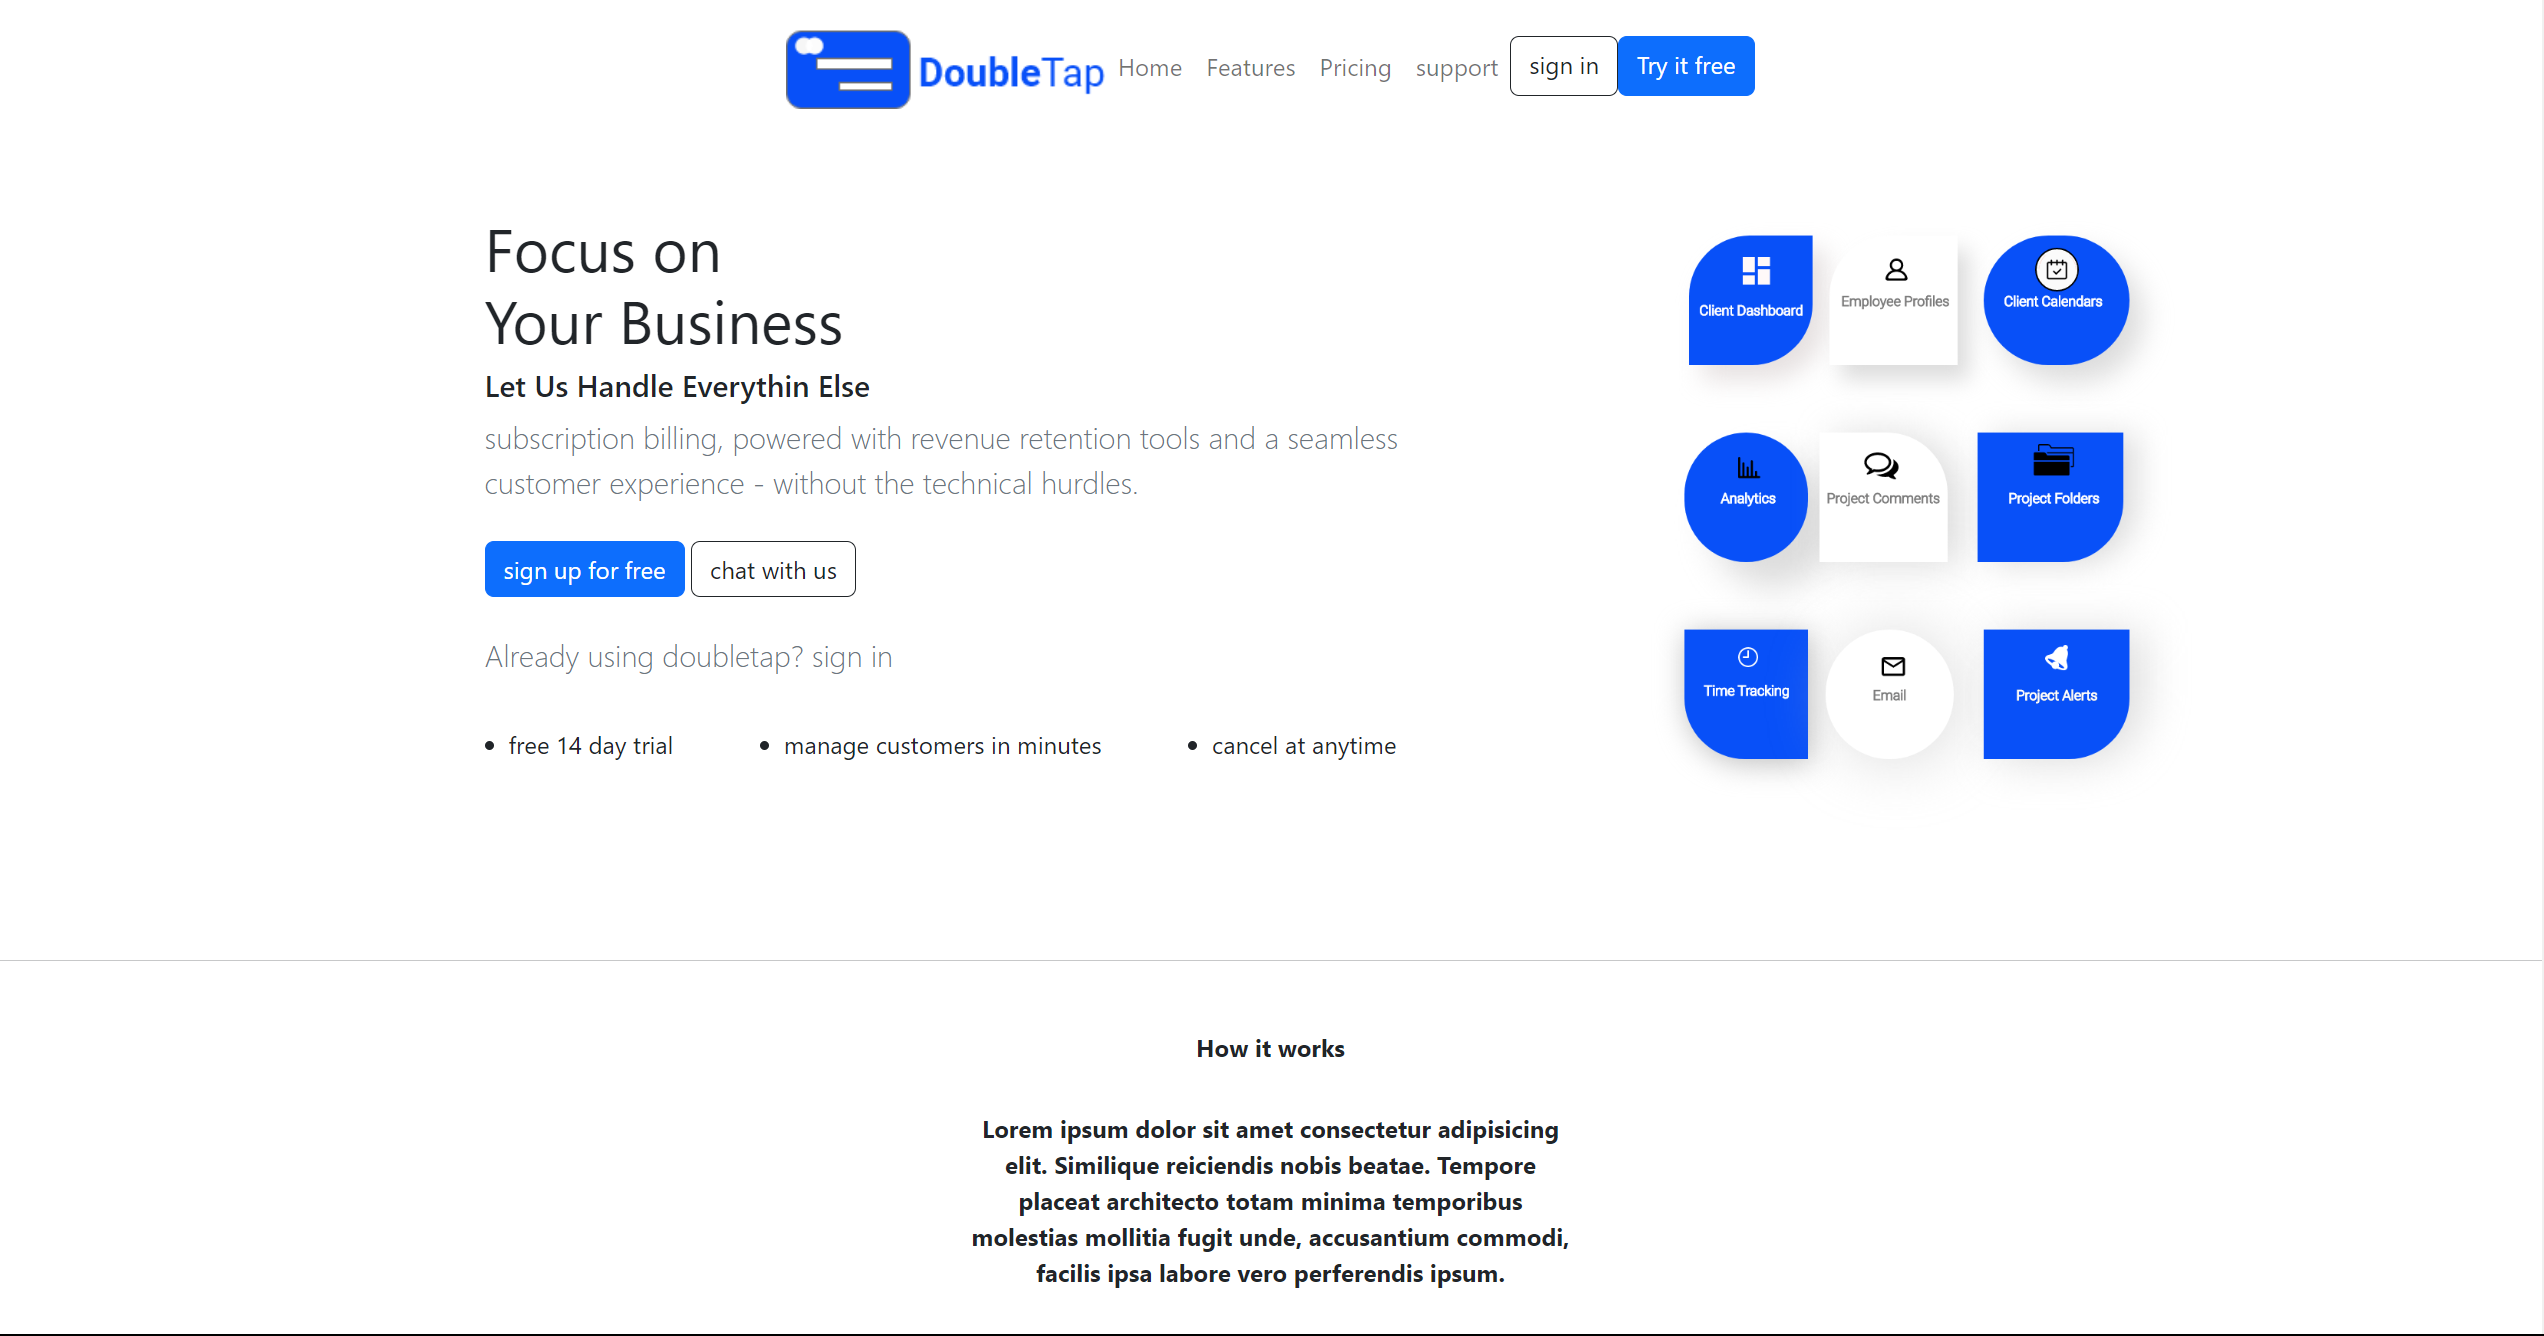 DoubleTap Home Features Pricing support sign in Try it free
Focus on
Your Business
Let Us Handle Everythin Else
subscription billing, powered with revenue retention tools and a seamless
customer experience - without the technical hurdles.
sign up for free chat with us
Already using doubletap? sign in
free 14 day trial manage customers in minutes cancel at anytime
Client Dashboard Employee Profiles Client Calendars
Analytics Project Comments Project Folders
Time Tracking Email Project Alerts
How it works
Lorem ipsum dolor sit amet consectetur adipisicing
elit. Similique reiciendis nobis beatae. Tempore
placeat architecto totam minima temporibus
molestias mollitia fugit unde, accusantium commodi,
facilis ipsa labore vero perferendis ipsum.